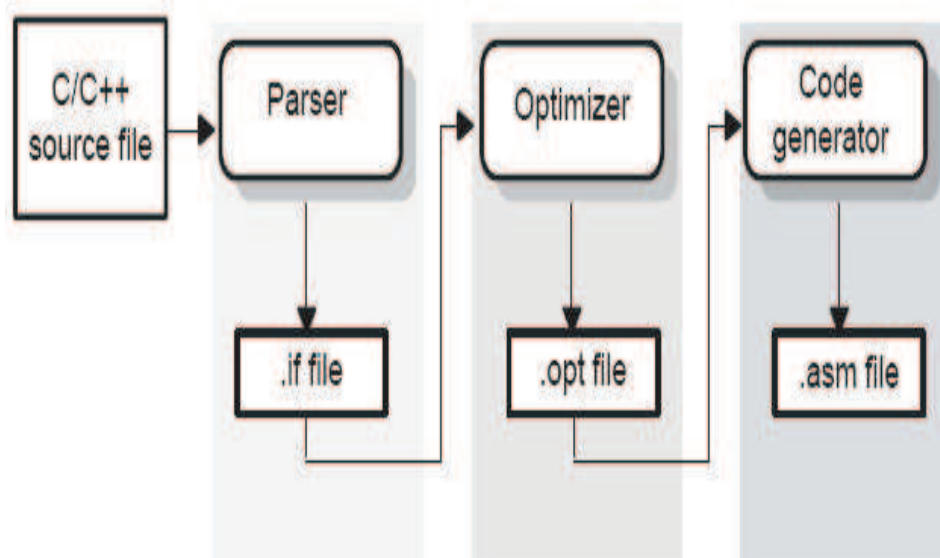 C/C++
source file
Parser
Optimizer
Code
generator
.if file
.opt file
.asm file